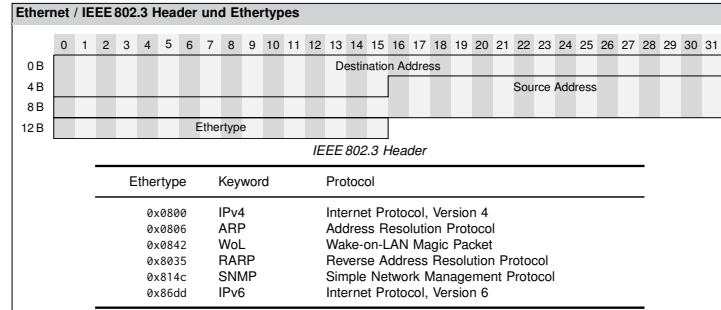 Ethernet / IEEE 802.3 Header und Ethertypes
0 1 2 3 4 5 6 7 8 9 10 11 12 13 14 15 16 17 18 19 20 21 22 23 24 25 26 27 28 29 30 31
0 B Destination Address
4 B Source Address
8 B
12 B Ethertype
IEEE 802.3 Header
Ethertype Keyword Protocol
0x0800 IPv4 Internet Protocol, Version 4
0x0806 ARP Address Resolution Protocol
0x0842 WoL Wake-on-LAN Magic Packet
0x8035 RARP Reverse Address Resolution Protocol
0x814c SNMP Simple Network Management Protocol
0x86dd IPv6 Internet Protocol, Version 6